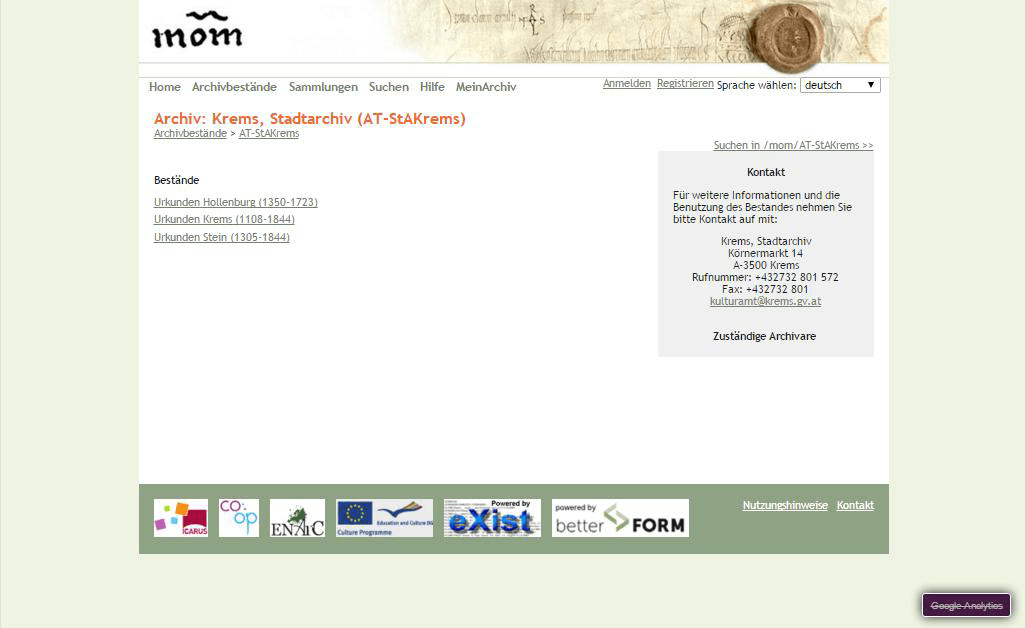 mom
Home Archivbestände Sammlungen Suchen Hilfe MeinArchiv
Anmelden Registrieren Sprache wählen: deutsch
Archiv: Krems, Stadtarchiv (AT-StAKrems)
Archivbestände > AT-StAKrems
Suchen in /mom/AT-StAKrems >>
Bestände
Urkunden Hollenburg (1350-1723)
Urkunden Krems (1108-1844)
Urkunden Stein (1305-1844)
Kontakt
Für weitere Informationen und die
Benutzung des Bestandes nehmen Sie
bitte Kontakt auf mit:
Krems, Stadtarchiv
Körnermarkt 14
A-3500 Krems
Rufnummer: +432732 801 572
Fax: +432732 801
kulturamt@krems.gv.at
Zuständige Archivare
ICARUS
CO:OP
ENArC
Education and Culture DG
Culture Programme
Powered by
eXist
powered by
betterFORM
Nutzungshinweise Kontakt
Google Analytics